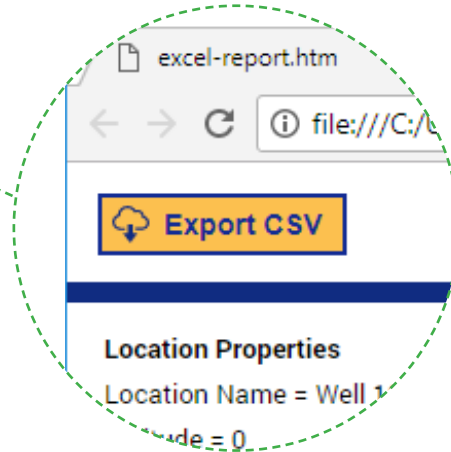 excel-report.htm
file:///C:/
Export CSV
Location Properties
Location Name = Well 1
= 0